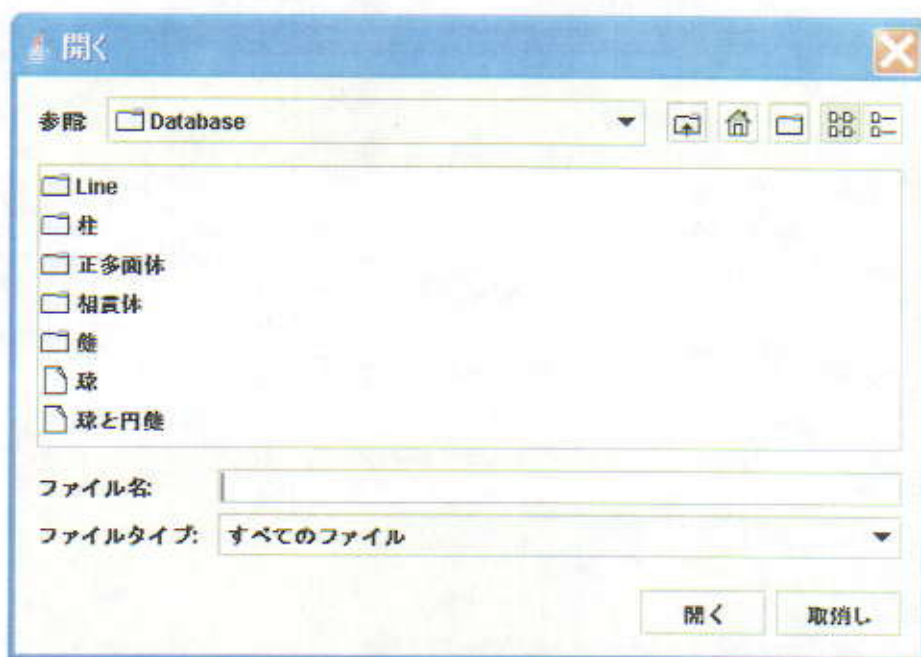 開く
参照: Database
Line
柱
正多面体
相貫体
錐
球
球と円錐
ファイル名:
ファイルタイプ: すべてのファイル
開く 取消し